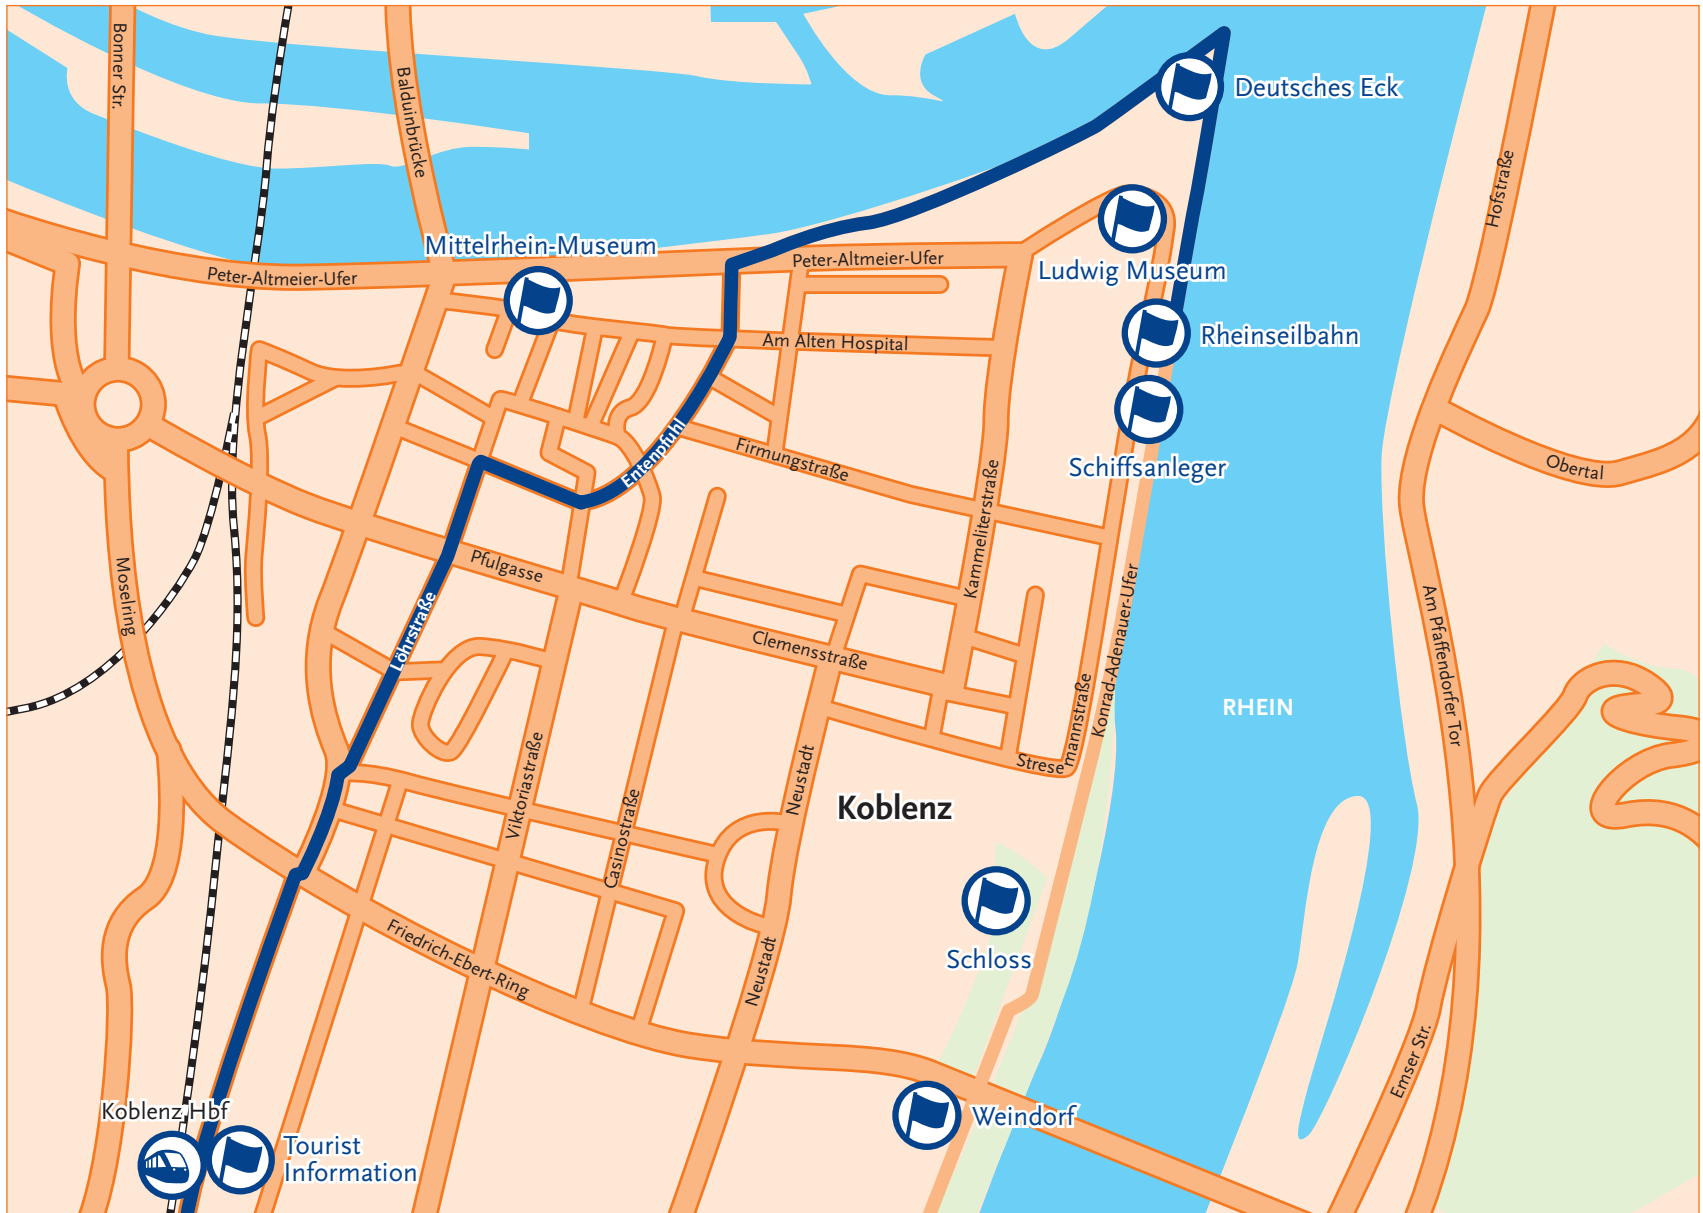 Bonner Str.
Balduinbrücke
Deutsches Eck
Hofstraße
Mittelrhein-Museum
Peter-Altmeier-Ufer
Peter-Altmeier-Ufer
Ludwig Museum
Am Alten Hospital
Rheinseilbahn
Entenpfuhl
Firmungstraße
Schiffsanleger
Obertal
Kammeliterstraße
Moselring
Pfulgasse
Löhrstraße
Clemensstraße
Konrad-Adenauer-Ufer
Am Pfaffendorfer Tor
RHEIN
Stresemannstraße
Viktoriastraße
Casinostraße
Neustadt
Koblenz
Friedrich-Ebert-Ring
Neustadt
Schloss
Emser Str.
Koblenz Hbf
Weindorf
Tourist
Information